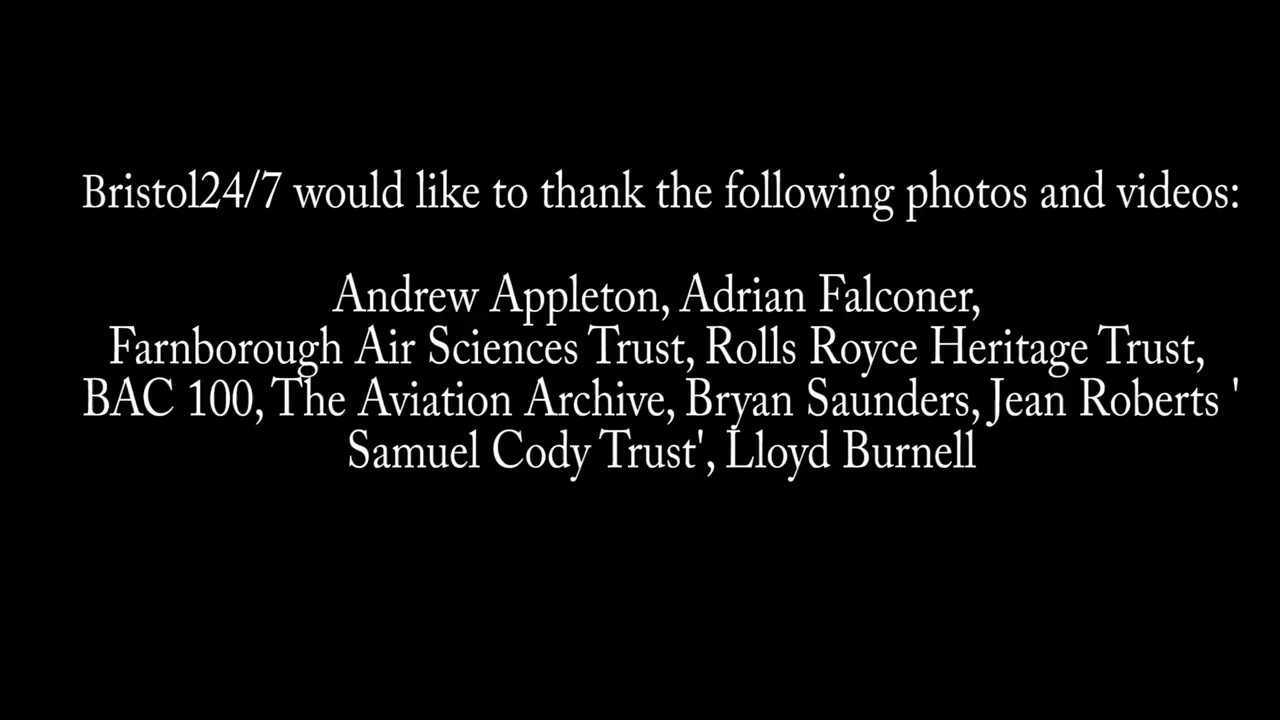 Bristol24/7 would like to thank the following photos and videos:
Andrew Appleton, Adrian Falconer,
Farnborough Air Sciences Trust, Rolls Royce Heritage Trust,
BAC 100, The Aviation Archive, Bryan Saunders, Jean Roberts '
Samuel Cody Trust', Lloyd Burnell